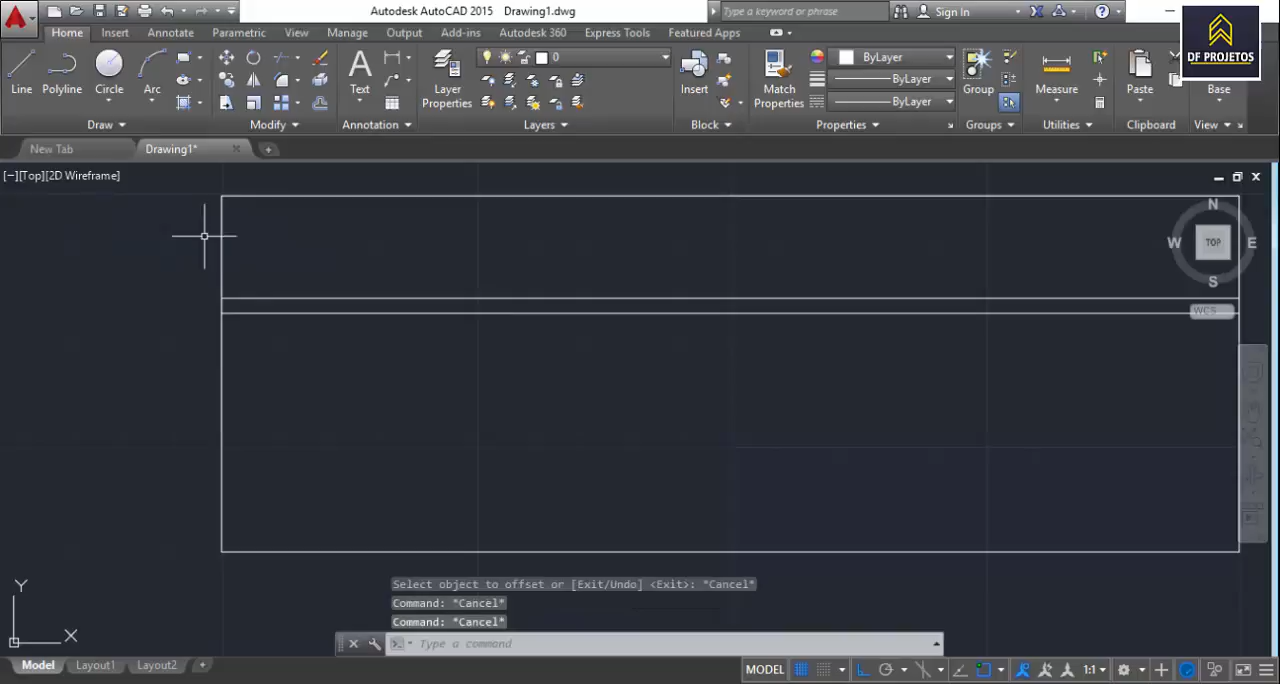 Autodesk AutoCAD 2015 Drawing1.dwg
Type a keyword or phrase
Sign In
DF PROJETOS
Home Insert Annotate Parametric View Manage Output Add-ins Autodesk 360 Express Tools Featured Apps
Line Polyline Circle Arc
Text
Layer Properties
0
Insert
Match Properties
ByLayer
ByLayer
ByLayer
Group
Measure
Paste
Base
Draw Modify Annotation Layers Block Properties Groups Utilities Clipboard View
New Tab Drawing1*
[−][Top][2D Wireframe]
N
W TOP E
S
WCS
Y
X
Select object to offset or [Exit/Undo] <Exit>: *Cancel*
Command: *Cancel*
Command: *Cancel*
Type a command
Model Layout1 Layout2
MODEL 1:1